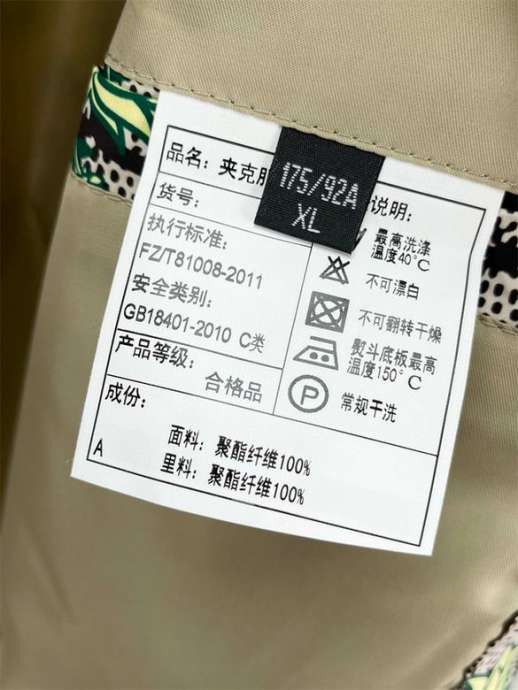 175/92A
XL
品名: 夹克
货号:
执行标准:
FZ/T81008-2011
安全类别:
GB18401-2010 C类
产品等级:
合格品
说明:
最高洗涤
温度40℃
不可漂白
不可翻转干燥
熨斗底板最高
温度150℃
P
常规干洗
成份:
A
面料: 聚酯纤维100%
里料: 聚酯纤维100%